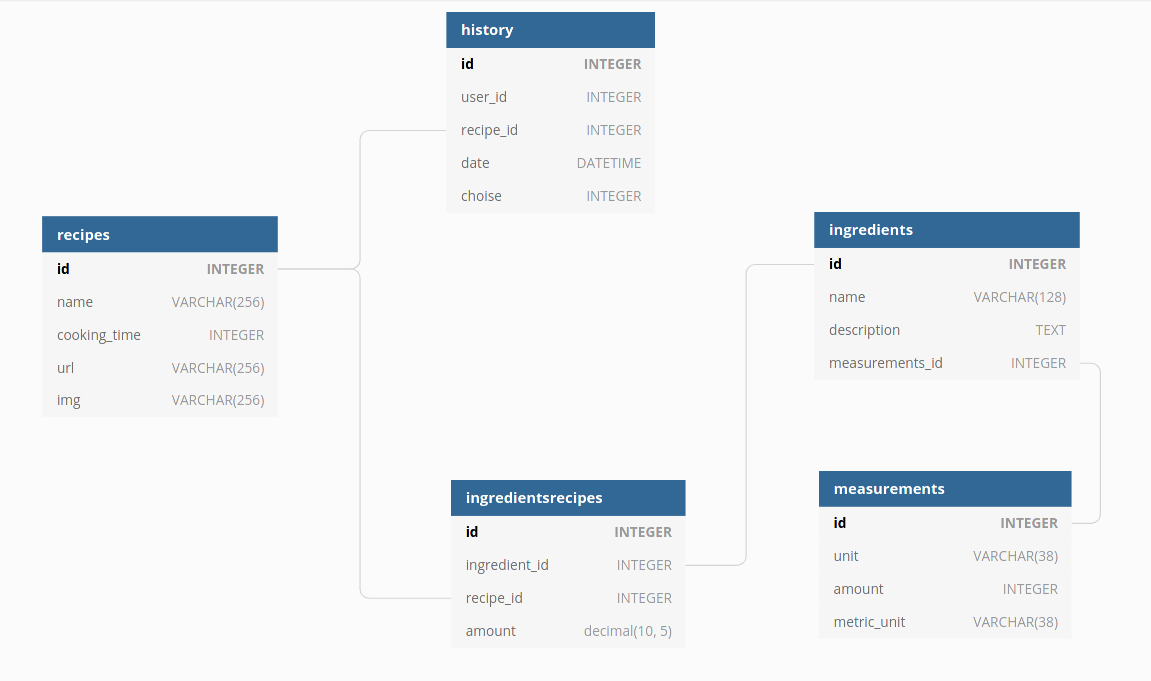 history
id INTEGER
user_id INTEGER
recipe_id INTEGER
date DATETIME
choise INTEGER
recipes
id INTEGER
name VARCHAR(256)
cooking_time INTEGER
url VARCHAR(256)
img VARCHAR(256)
ingredients
id INTEGER
name VARCHAR(128)
description TEXT
measurements_id INTEGER
ingredientsrecipes
id INTEGER
ingredient_id INTEGER
recipe_id INTEGER
amount decimal(10, 5)
measurements
id INTEGER
unit VARCHAR(38)
amount INTEGER
metric_unit VARCHAR(38)